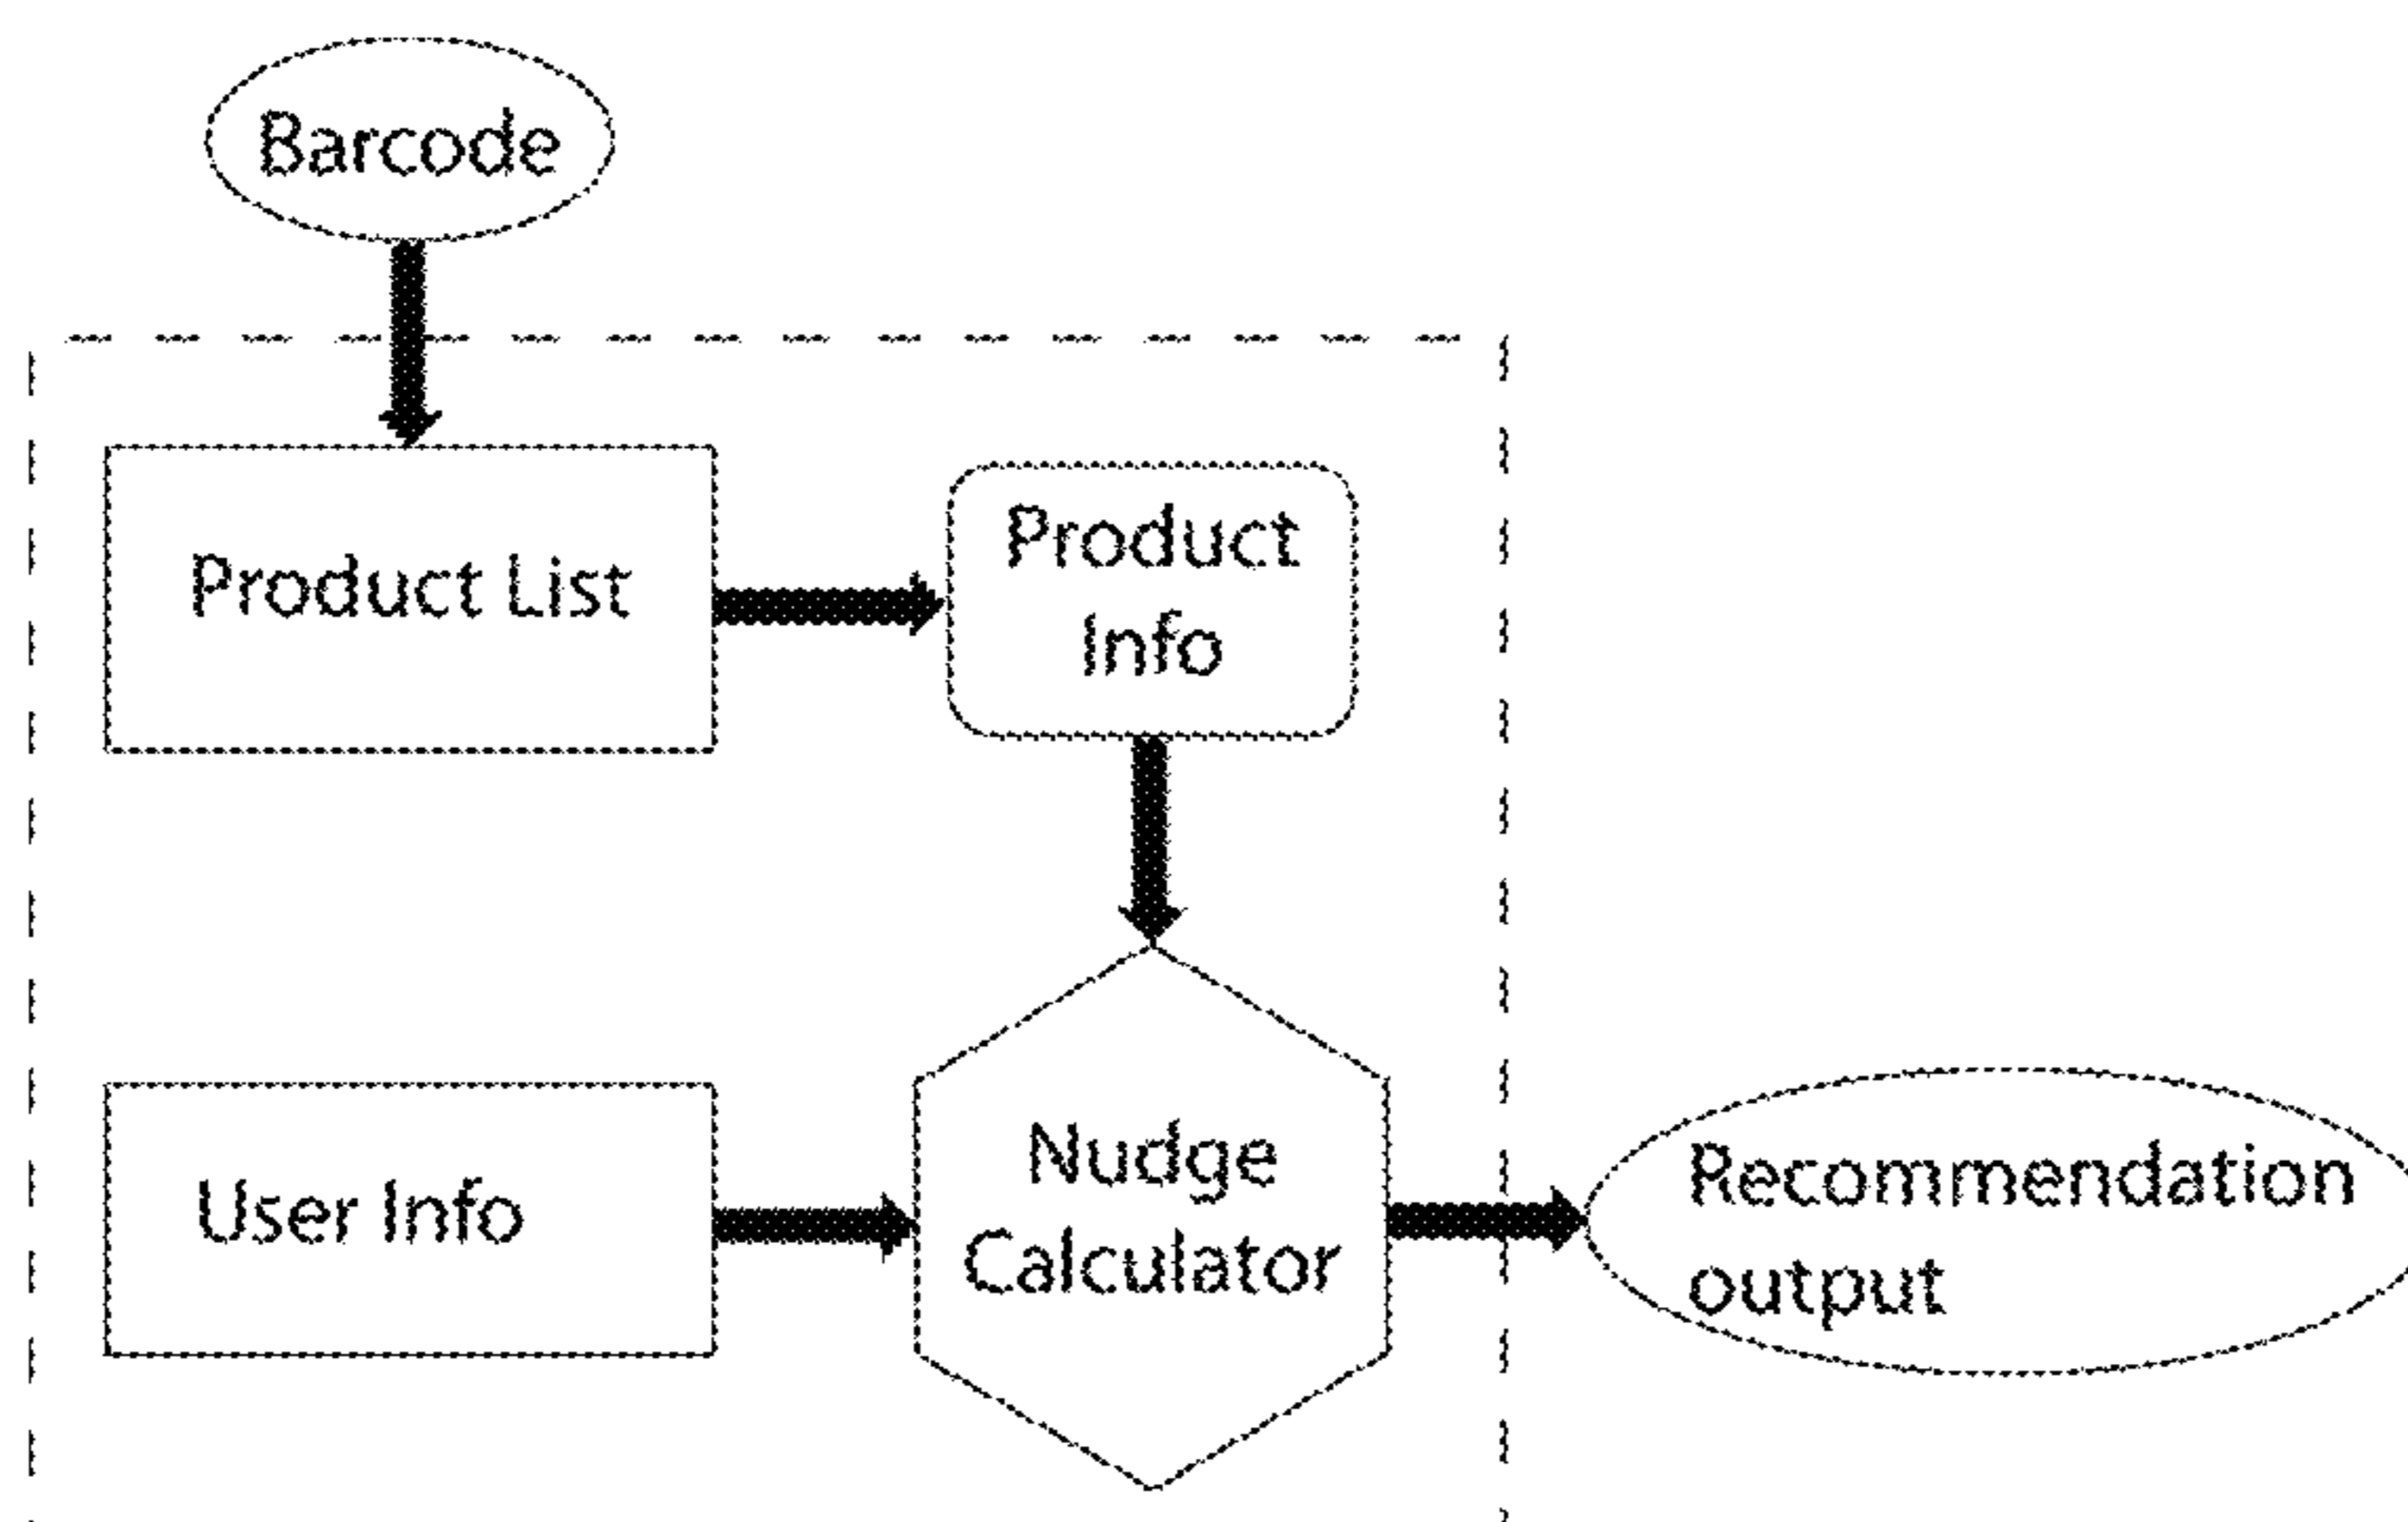 Barcode
Product List
Product
Info
User Info
Nudge
Calculator
Recommendation
output